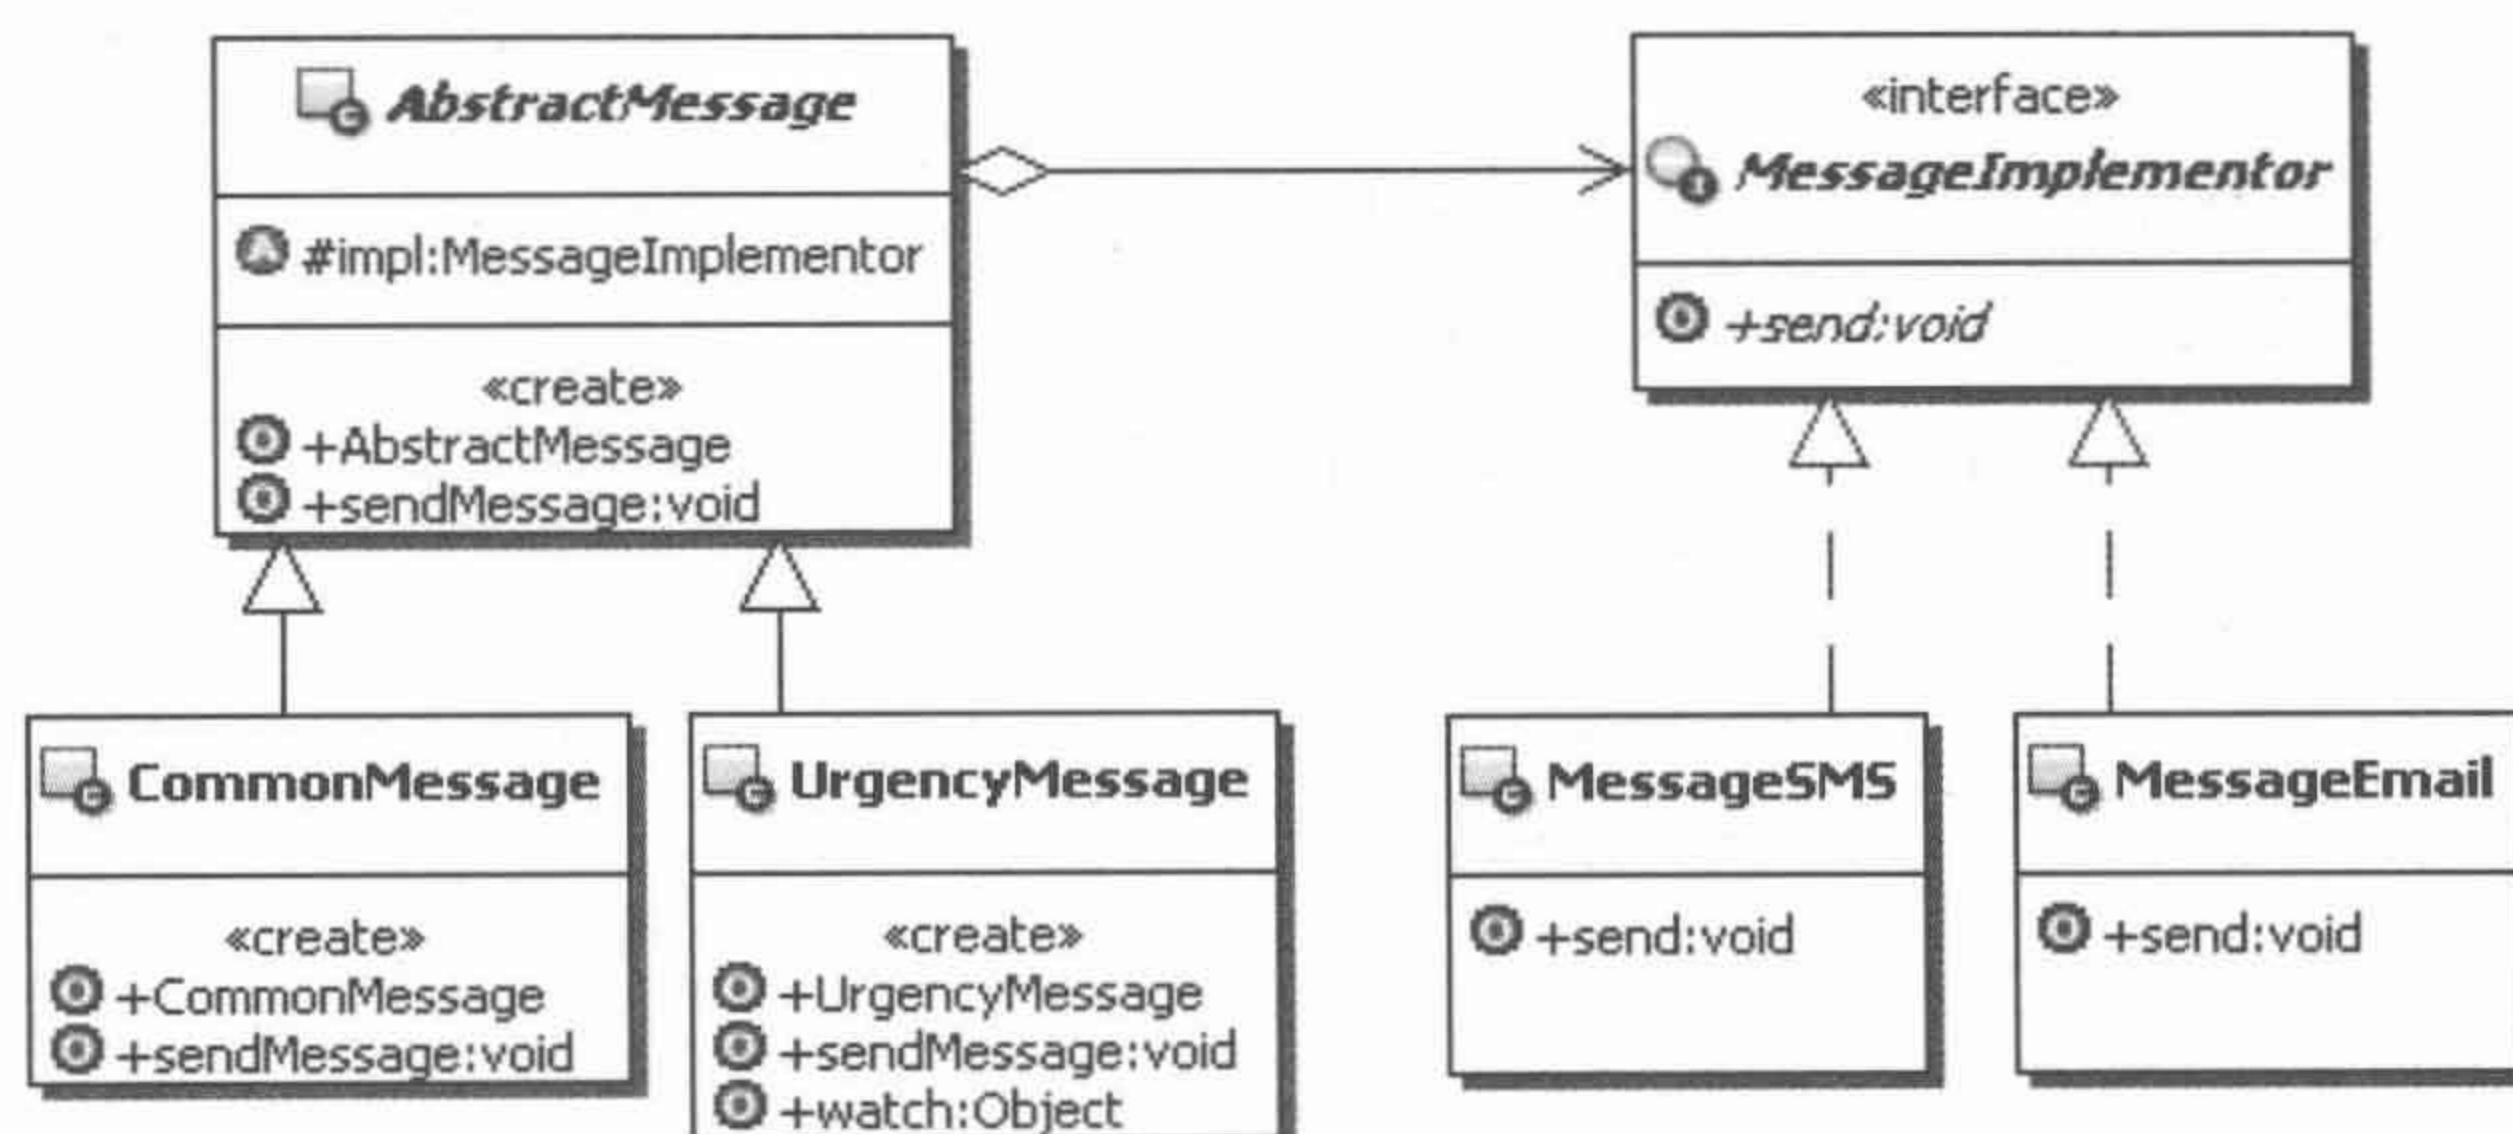 AbstractMessage
#impl:MessageImplementor
«create»
+AbstractMessage
+sendMessage:void
«interface»
MessageImplementor
+send:void
CommonMessage
«create»
+CommonMessage
+sendMessage:void
UrgencyMessage
«create»
+UrgencyMessage
+sendMessage:void
+watch:Object
MessageSMS
+send:void
MessageEmail
+send:void